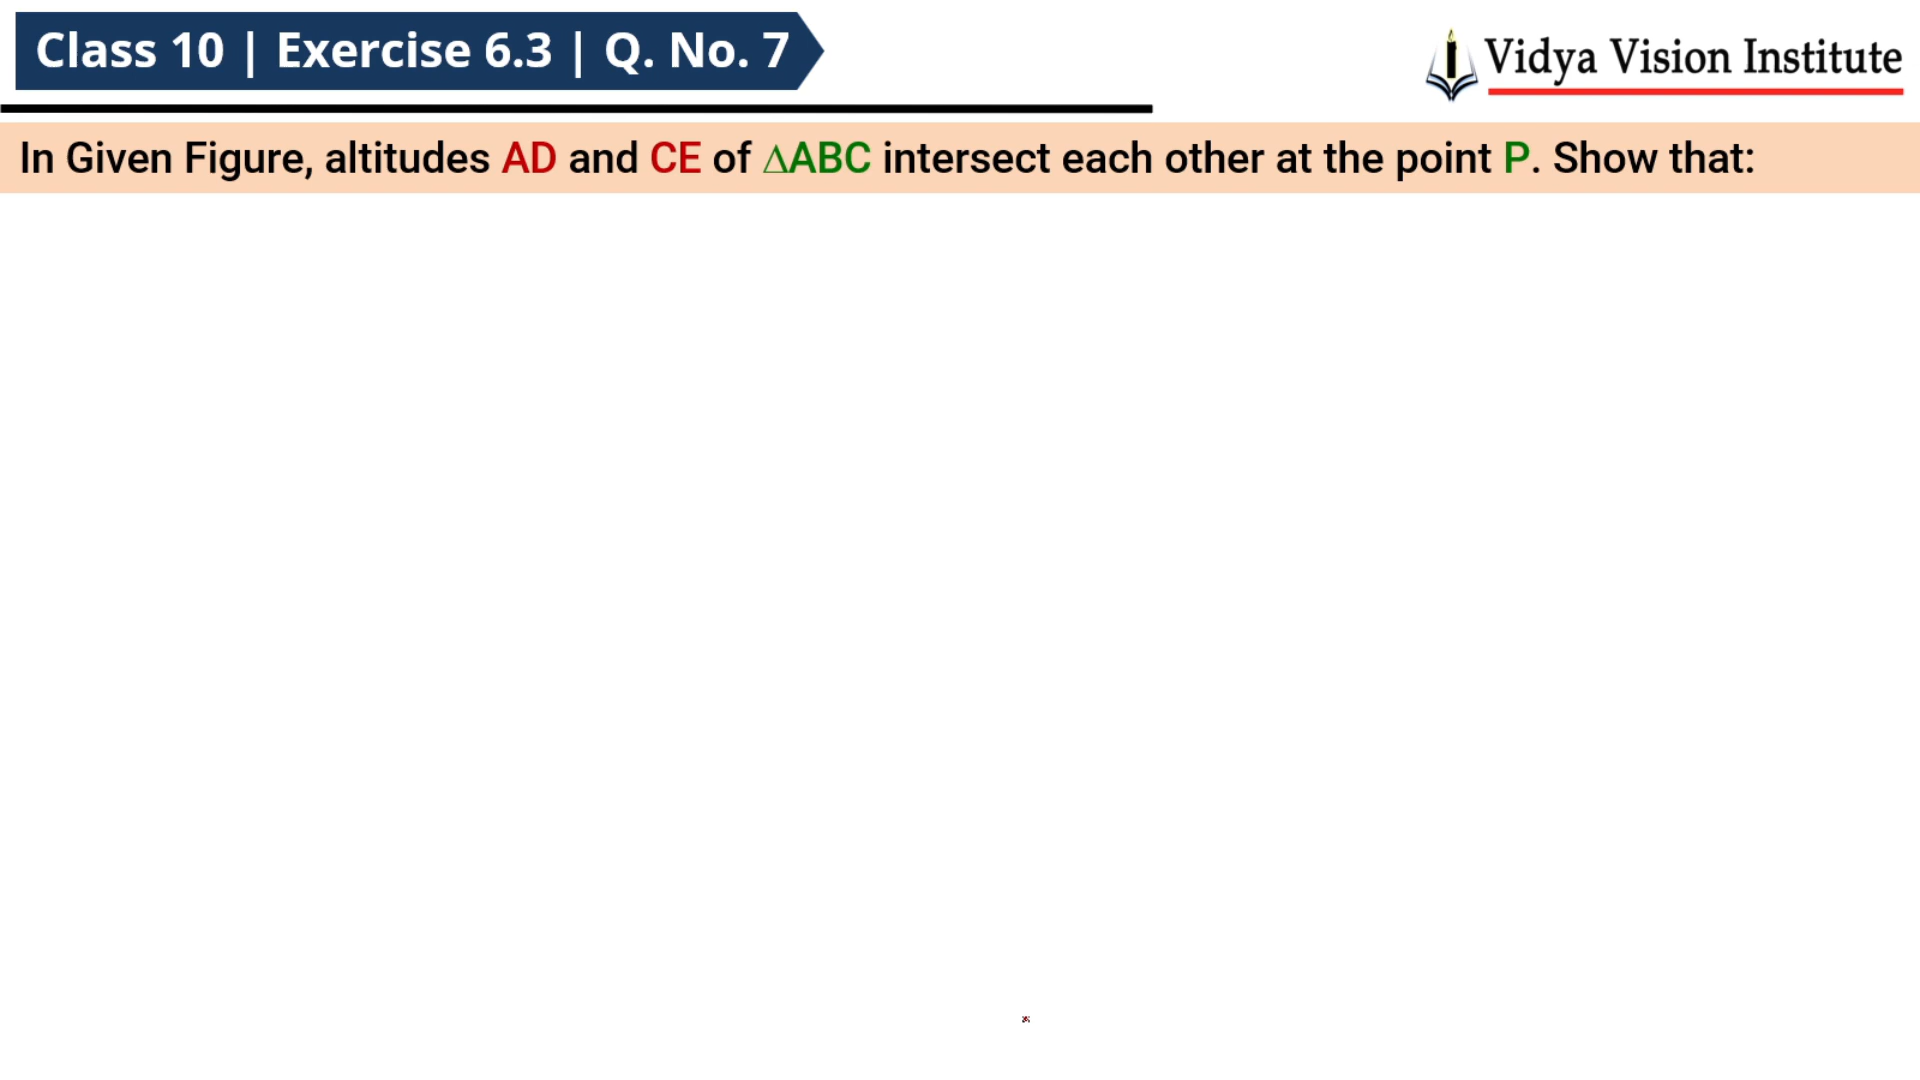 Class 10 | Exercise 6.3 | Q. No. 7
Vidya Vision Institute
In Given Figure, altitudes AD and CE of ∆ABC intersect each other at the point P. Show that: